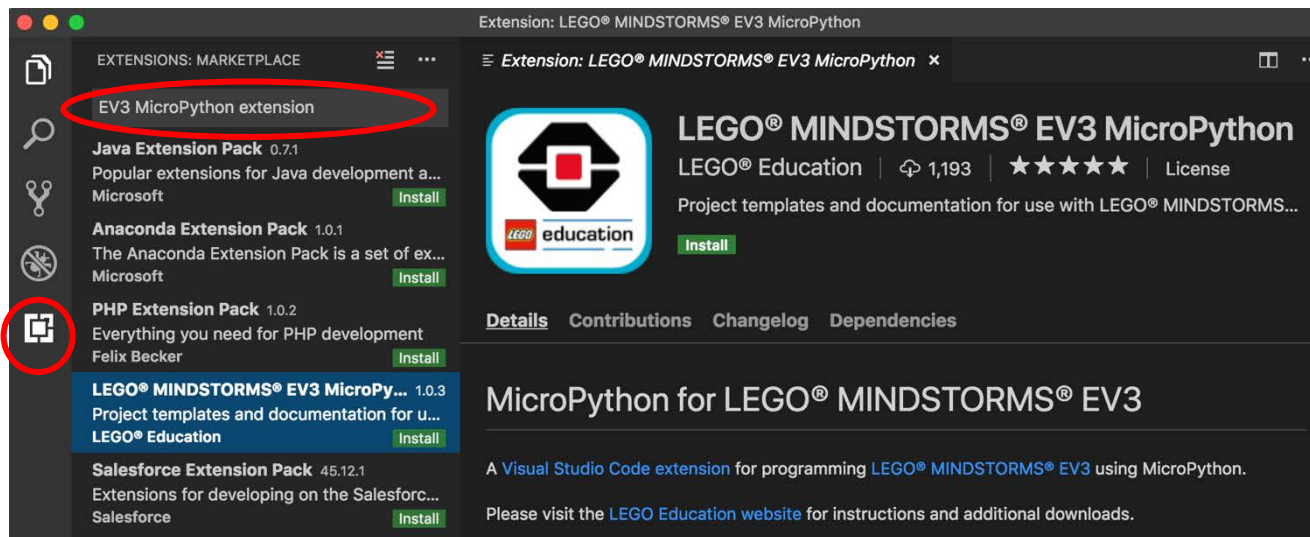 Extension: LEGO® MINDSTORMS® EV3 MicroPython
EXTENSIONS: MARKETPLACE
EV3 MicroPython extension
Java Extension Pack 0.7.1
Popular extensions for Java development a...
Microsoft
Install
Anaconda Extension Pack 1.0.1
The Anaconda Extension Pack is a set of ex...
Microsoft
Install
PHP Extension Pack 1.0.2
Everything you need for PHP development
Felix Becker
Install
LEGO® MINDSTORMS® EV3 MicroPy... 1.0.3
Project templates and documentation for u...
LEGO® Education
Install
Salesforce Extension Pack 45.12.1
Extensions for developing on the Salesforc...
Salesforce
Install
Extension: LEGO® MINDSTORMS® EV3 MicroPython
LEGO education
LEGO® MINDSTORMS® EV3 MicroPython
LEGO® Education | 1,193 | ★★★★★ | License
Project templates and documentation for use with LEGO® MINDSTORMS...
Install
Details Contributions Changelog Dependencies
MicroPython for LEGO® MINDSTORMS® EV3
A Visual Studio Code extension for programming LEGO® MINDSTORMS® EV3 using MicroPython.
Please visit the LEGO Education website for instructions and additional downloads.